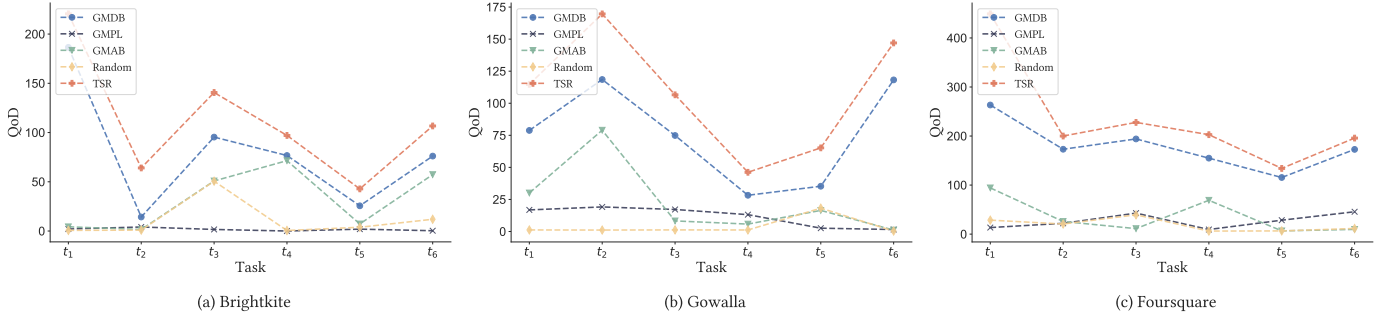 GMDB
GMPL
GMAB
Random
TSR
QoD
200
150
100
50
0
t1 t2 t3 t4 t5 t6
Task
(a) Brightkite
GMDB
GMPL
GMAB
Random
TSR
QoD
175
150
125
100
75
50
25
0
t1 t2 t3 t4 t5 t6
Task
(b) Gowalla
GMDB
GMPL
GMAB
Random
TSR
QoD
400
300
200
100
0
t1 t2 t3 t4 t5 t6
Task
(c) Foursquare